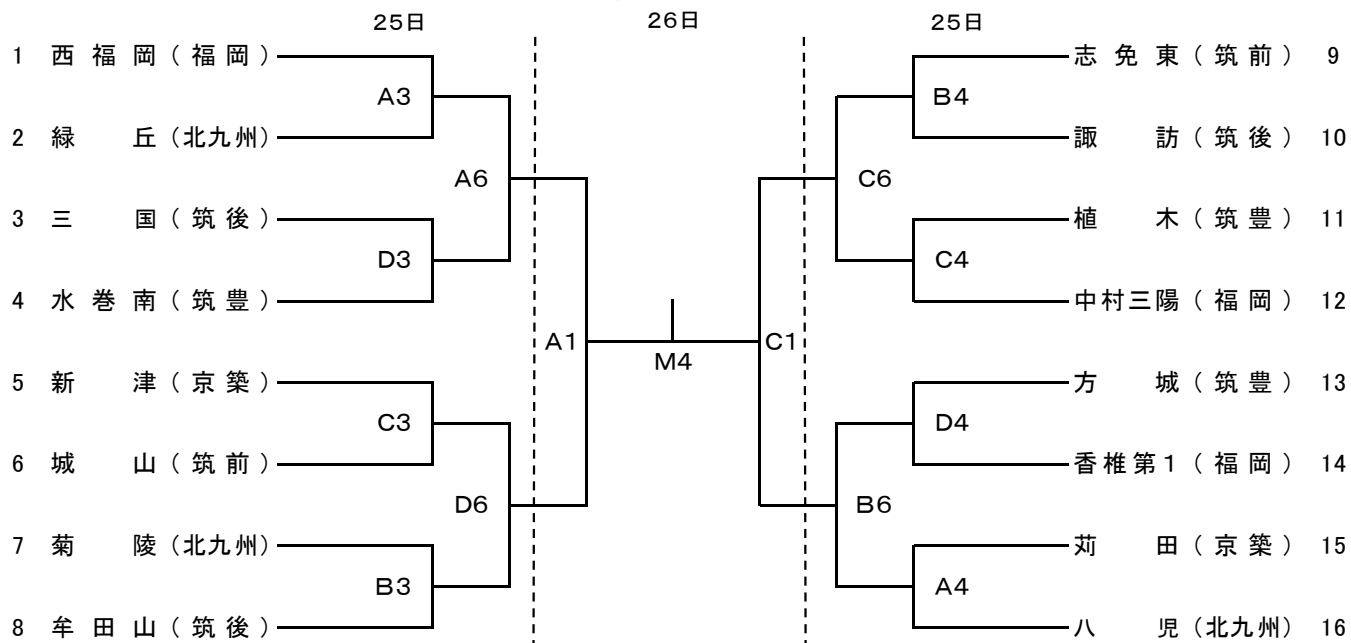 25日 26日 25日
1 西福岡(福岡) 志免東(筑前) 9
A3 B4
2 緑丘(北九州) 諏訪(筑後) 10
A6 C6
3 三国(筑後) 植木(筑豊) 11
D3 C4
4 水巻南(筑豊) 中村三陽(福岡) 12
A1 C1
M4
5 新津(京築) 方城(筑豊) 13
C3 D4
6 城山(筑前) 香椎第1(福岡) 14
D6 B6
7 菊陵(北九州) 苅田(京築) 15
B3 A4
8 牟田山(筑後) 八児(北九州) 16